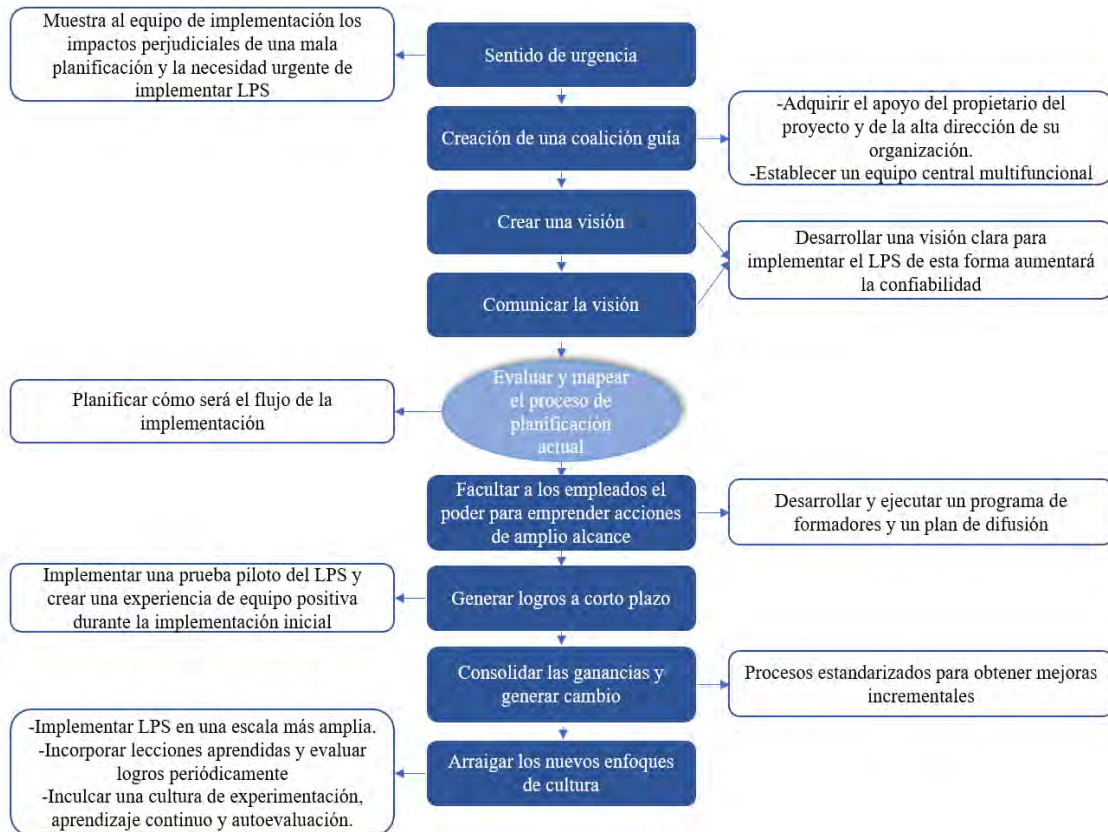 Muestra al equipo de implementación los
impactos perjudiciales de una mala
planificación y la necesidad urgente de
implementar LPS
Sentido de urgencia
Creación de una coalición guía
-Adquirir el apoyo del propietario del
proyecto y de la alta dirección de su
organización.
-Establecer un equipo central multifuncional
Crear una visión
Desarrollar una visión clara para
implementar el LPS de esta forma aumentará
la confiabilidad
Comunicar la visión
Evaluar y mapear
el proceso de
planificación
actual
Planificar cómo será el flujo de la
implementación
Facultar a los empleados el
poder para emprender acciones
de amplio alcance
Desarrollar y ejecutar un programa de
formadores y un plan de difusión
Implementar una prueba piloto del LPS y
crear una experiencia de equipo positiva
durante la implementación inicial
Generar logros a corto plazo
Consolidar las ganancias y
generar cambio
Procesos estandarizados para obtener mejoras
incrementales
-Implementar LPS en una escala más amplia.
-Incorporar lecciones aprendidas y evaluar
logros periódicamente
-Inculcar una cultura de experimentación,
aprendizaje continuo y autoevaluación.
Arraigar los nuevos enfoques
de cultura